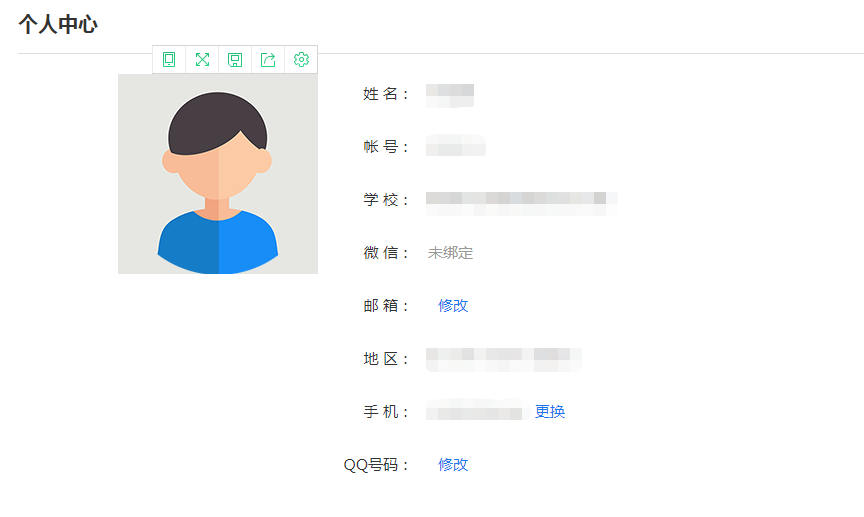 个人中心
姓 名：
帐 号：
学 校：
微 信： 未绑定
邮 箱： 修改
地 区：
手 机： 更换
QQ号码： 修改